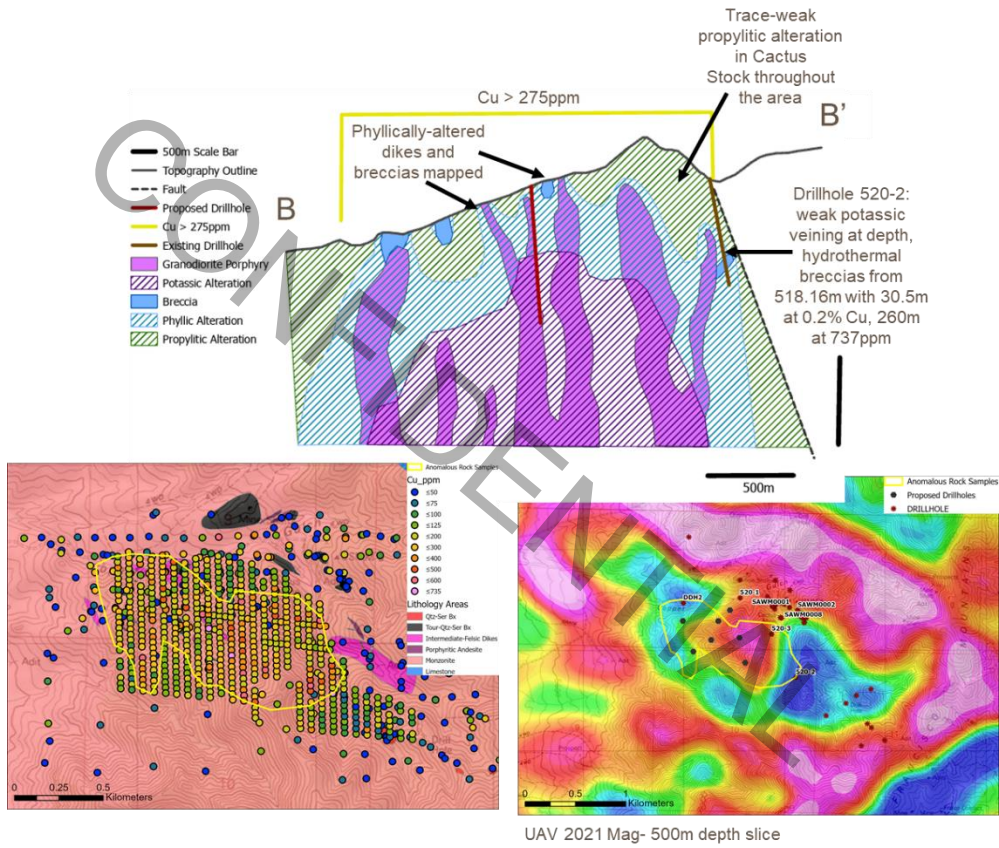 Trace-weak
propylitic alteration
in Cactus
Stock throughout
the area
Cu > 275ppm
B
B'
Phyllically-altered
dikes and
breccias mapped
500m Scale Bar
Topography Outline
Fault
Proposed Drillhole
Cu > 275ppm
Existing Drillhole
Granodiorite Porphyry
Potassic Alteration
Breccia
Phyllic Alteration
Propylitic Alteration
Drillhole 520-2:
weak potassic
veining at depth,
hydrothermal
breccias from
518.16m with 30.5m
at 0.2% Cu, 260m
at 737ppm
500m
CONFIDENTIAL
Anomalous Rock Samples
Cu_ppm
≤50
≤75
≤100
≤125
≤200
≤300
≤400
≤500
≤600
≤735
Lithology Areas
Qtz-Ser Bx
Tour-Qtz-Ser Bx
Intermediate-Felsic Dikes
Porphyritic Andesite
Monzonite
Limestone
Adit
0 0.25 0.5
Kilometers
Anomalous Rock Samples
Proposed Drillholes
DRILLHOLE
DDH2
520-1
SAWM0001
SAWM0002
SAWM0008
520-3
520-2
0 0.5 1
Kilometers
UAV 2021 Mag- 500m depth slice